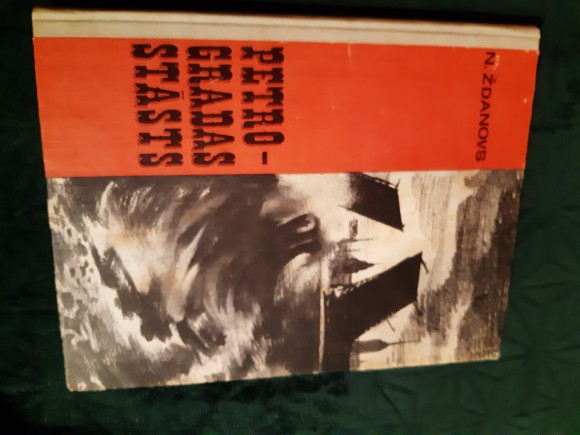 N. ŽDANOVS
PETRO-
GRADAS
STĀSTS